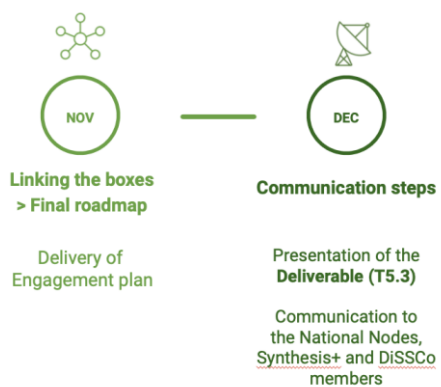 NOV
Linking the boxes
> Final roadmap
Delivery of
Engagement plan
DEC
Communication steps
Presentation of the
Deliverable (T5.3)
Communication to
the National Nodes,
Synthesis+ and DiSSCo
members